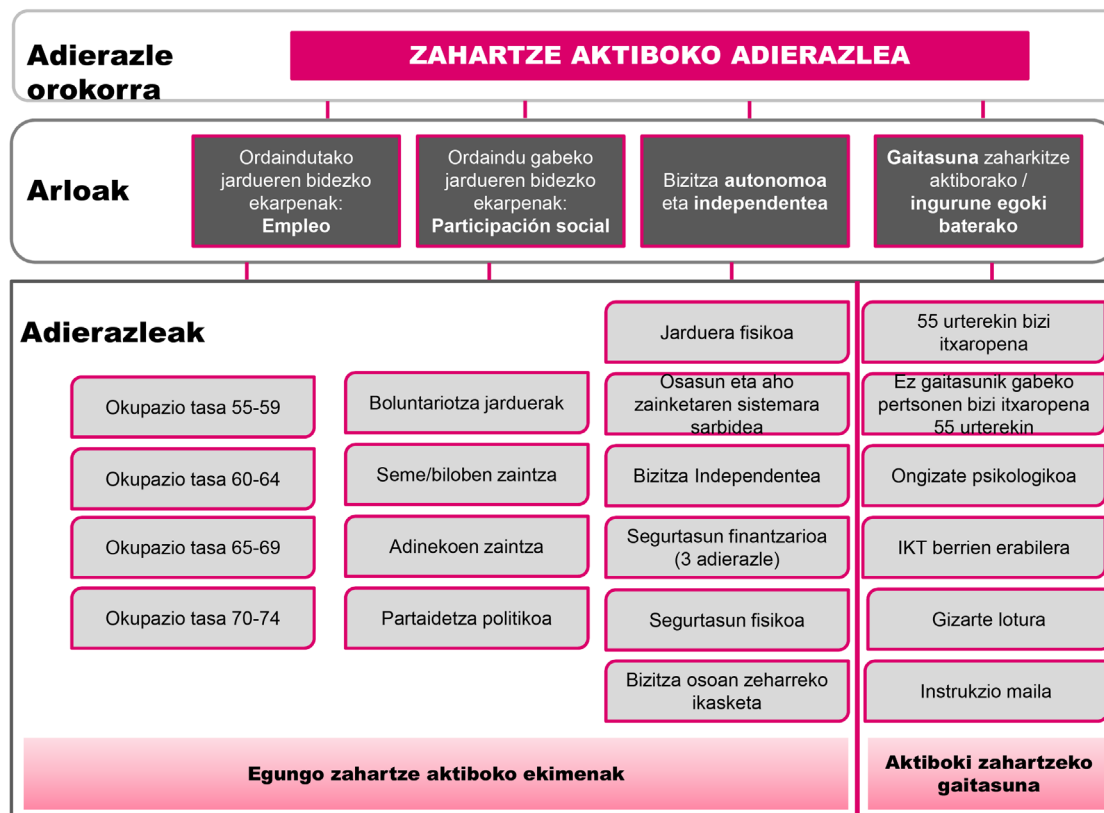 Adierazle
orokorra
ZAHARTZE AKTIBOKO ADIERAZLEA
Arloak
Ordaindutako
jardueren bidezko
ekarpenak:
Empleo
Ordaindu gabeko
jardueren bidezko
ekarpenak:
Participación social
Bizitza autonomoa
eta independentea
Gaitasuna zaharkitze
aktiborako /
ingurune egoki
baterako
Adierazleak
Okupazio tasa 55-59
Okupazio tasa 60-64
Okupazio tasa 65-69
Okupazio tasa 70-74
Boluntariotza jarduerak
Seme/biloben zaintza
Adinekoen zaintza
Partaidetza politikoa
Jarduera fisikoa
Osasun eta aho
zainketaren sistemara
sarbidea
Bizitza Independentea
Segurtasun finantzarioa
(3 adierazle)
Segurtasun fisikoa
Bizitza osoan zeharreko
ikasketa
55 urterekin bizi
itxaropena
Ez gaitasunik gabeko
pertsonen bizi itxaropena
55 urterekin
Ongizate psikologikoa
IKT berrien erabilera
Gizarte lotura
Instrukzio maila
Egungo zahartze aktiboko ekimenak
Aktiboki zahartzeko
gaitasuna